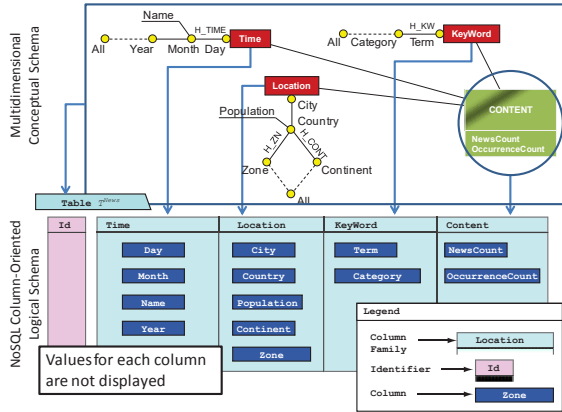 Multidimensional
Conceptual Schema
Name
H_TIME
All
Year
Month
Day
Time
H_KW
All
Category
Term
KeyWord
Location
City
Country
Population
H_ZN
H_CONT
Zone
Continent
All
CONTENT
NewsCount
OccurrenceCount
Table T^News
NoSQL Column-Oriented
Logical Schema
Id
Time
Location
KeyWord
Content
Day
City
Term
NewsCount
Month
Country
Category
OccurrenceCount
Name
Population
Year
Continent
Zone
Values for each column
are not displayed
Legend
Column
Family
Location
Identifier
Id
Column
Zone